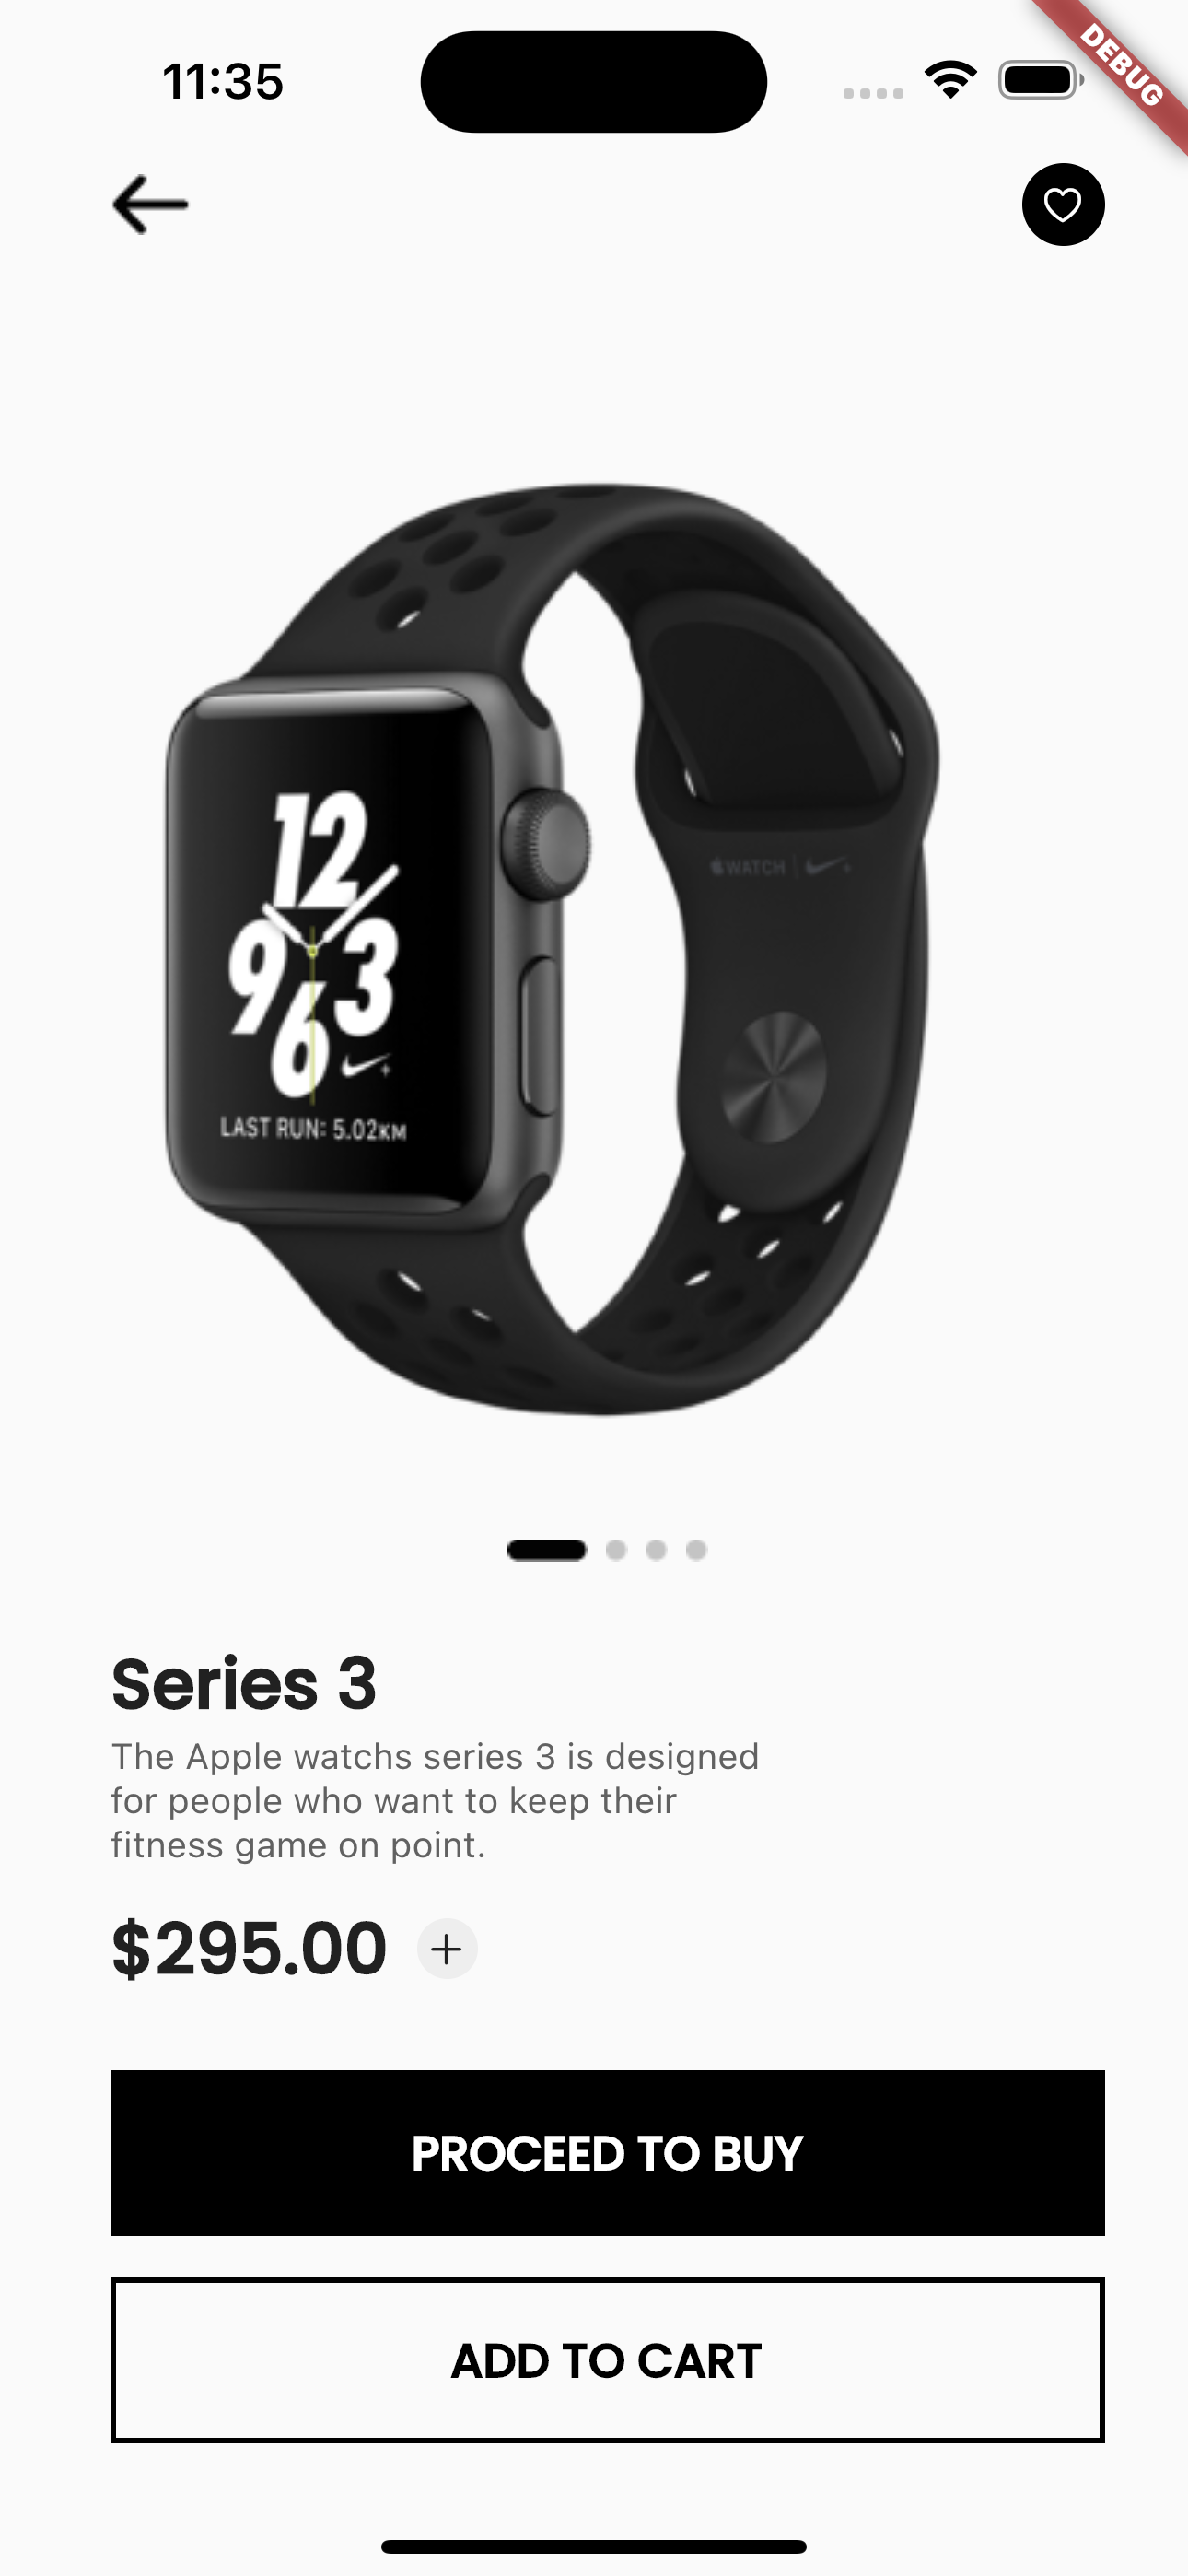 11:35
DEBUG
12
9 3
6
LAST RUN: 5.02KM
WATCH
Series 3
The Apple watchs series 3 is designed
for people who want to keep their
fitness game on point.
$295.00 +
PROCEED TO BUY
ADD TO CART